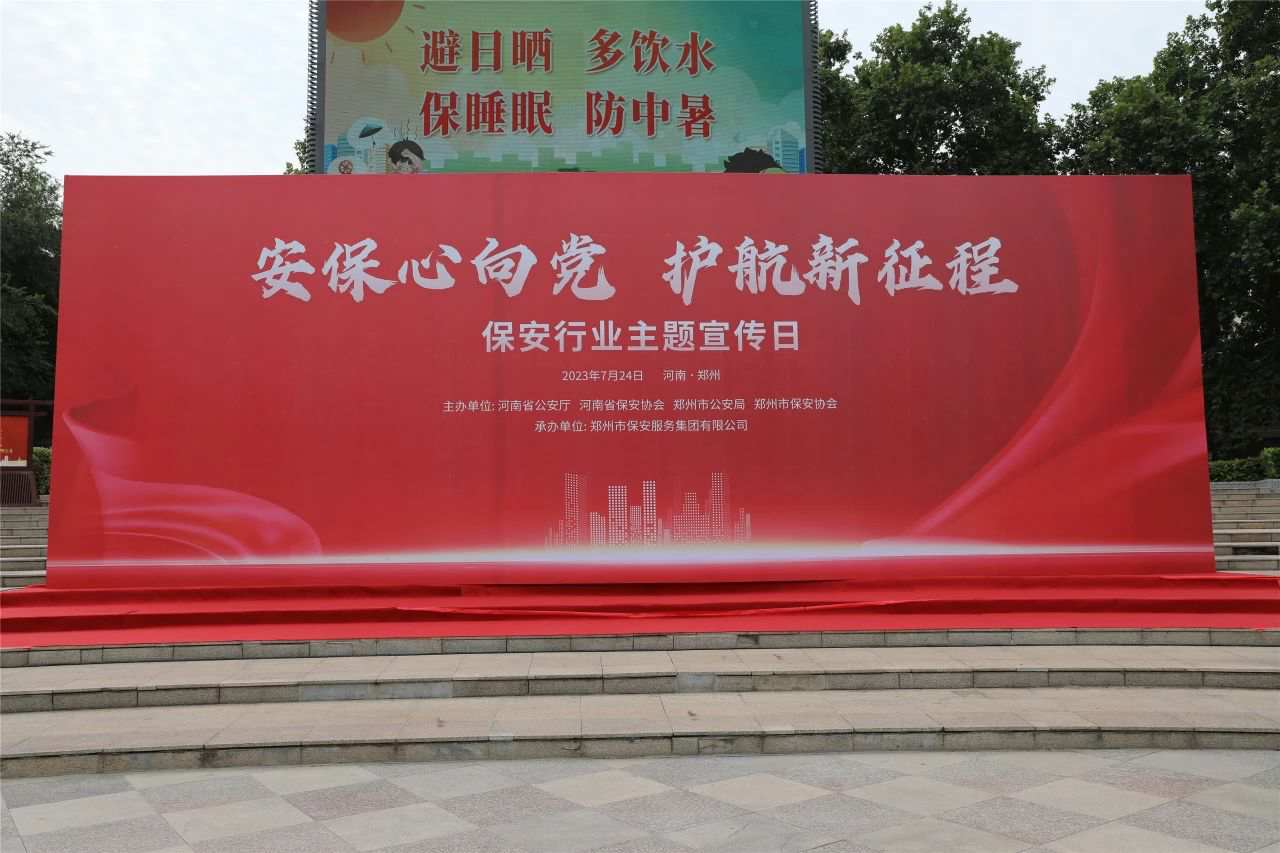 避日晒 多饮水
保睡眠 防中暑
安保心向党 护航新征程
保安行业主题宣传日
2023年7月24日 河南·郑州
主办单位: 河南省公安厅 河南省保安协会 郑州市公安局 郑州市保安协会
承办单位: 郑州市保安服务集团有限公司